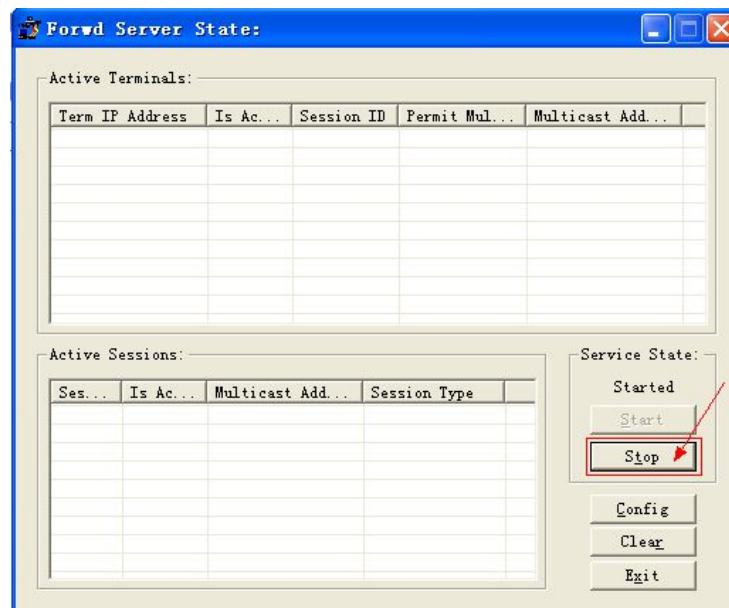 Forwd Server State:
Active Terminals:
Term IP Address Is Ac... Session ID Permit Mul... Multicast Add...
Active Sessions:
Ses... Is Ac... Multicast Add... Session Type
Service State:
Started
Start
Stop
Config
Clear
Exit